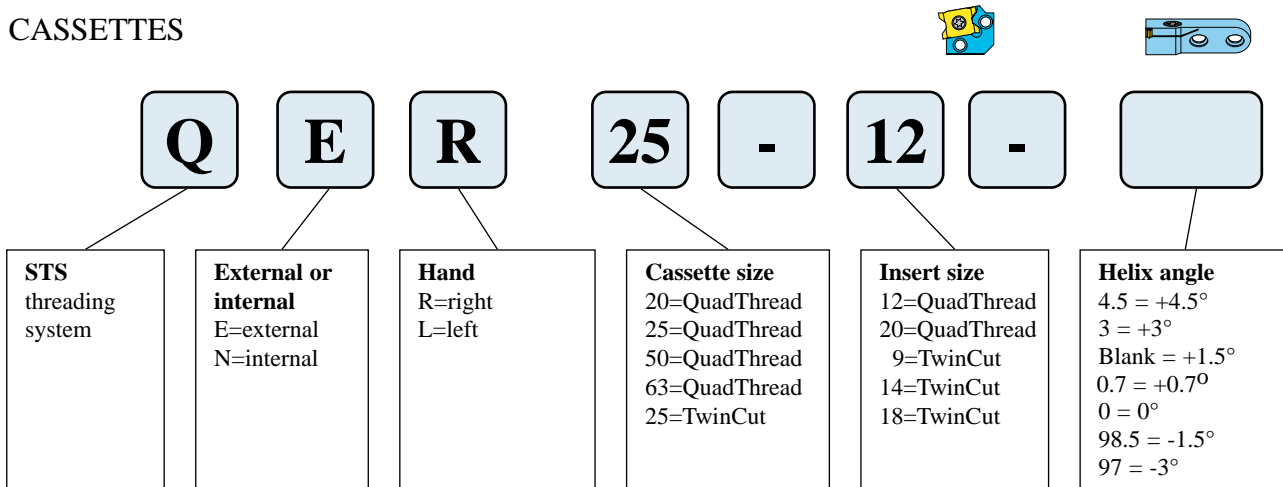 CASSETTES
Q E R 25 - 12 -
STS
threading
system
External or
internal
E=external
N=internal
Hand
R=right
L=left
Cassette size
20=QuadThread
25=QuadThread
50=QuadThread
63=QuadThread
25=TwinCut
Insert size
12=QuadThread
20=QuadThread
9=TwinCut
14=TwinCut
18=TwinCut
Helix angle
4.5 = +4.5°
3 = +3°
Blank = +1.5°
0.7 = +0.7º
0 = 0°
98.5 = -1.5°
97 = -3°